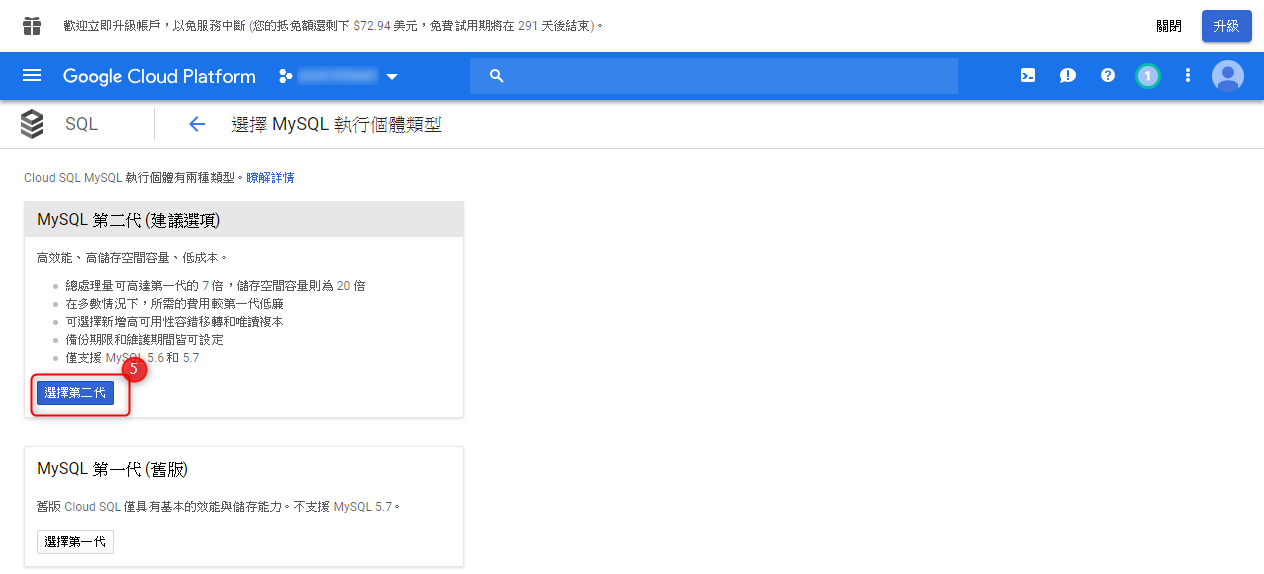 歡迎立即升級帳戶，以免服務中斷 (您的抵免額還剩下 $72.94 美元，免費試用期將在 291 天後結束)。
關閉
升級
Google Cloud Platform
1
SQL
選擇 MySQL 執行個體類型
Cloud SQL MySQL 執行個體有兩種類型。瞭解詳情
MySQL 第二代 (建議選項)
高效能、高儲存空間容量、低成本。
總處理量可高達第一代的 7 倍，儲存空間容量則為 20 倍
在多數情況下，所需的費用較第一代低廉
可選擇新增高可用性容錯移轉和唯讀複本
備份期限和維護期間皆可設定
僅支援 MySQL 5.6 和 5.7
5
選擇第二代
MySQL 第一代 (舊版)
舊版 Cloud SQL 僅具有基本的效能與儲存能力。不支援 MySQL 5.7。
選擇第一代